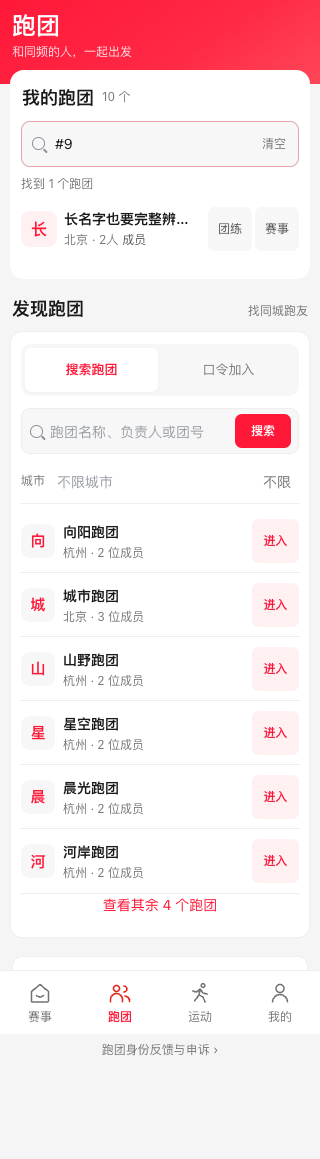 跑团
和同频的人，一起出发
我的跑团 10 个
#9 清空
找到 1 个跑团
长 长名字也要完整辨... 团练 赛事
北京 · 2人 成员
发现跑团 找同城跑友
搜索跑团 口令加入
跑团名称、负责人或团号 搜索
城市 不限城市 不限
向 向阳跑团 进入
杭州 · 2 位成员
城 城市跑团 进入
北京 · 3 位成员
山 山野跑团 进入
杭州 · 2 位成员
星 星空跑团 进入
杭州 · 2 位成员
晨 晨光跑团 进入
杭州 · 2 位成员
河 河岸跑团 进入
杭州 · 2 位成员
查看其余 4 个跑团
赛事 跑团 运动 我的
跑团身份反馈与申诉 ›